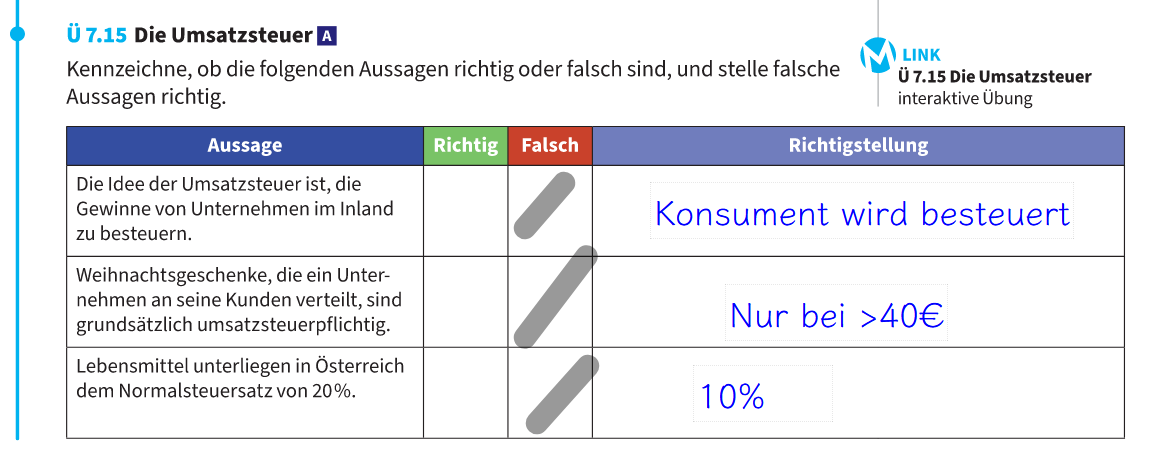 Ü 7.15 Die Umsatzsteuer A
Kennzeichne, ob die folgenden Aussagen richtig oder falsch sind, und stelle falsche
Aussagen richtig.
LINK
Ü 7.15 Die Umsatzsteuer
interaktive Übung
Aussage Richtig Falsch Richtigstellung
Die Idee der Umsatzsteuer ist, die
Gewinne von Unternehmen im Inland
zu besteuern.
Konsument wird besteuert
Weihnachtsgeschenke, die ein Unter-
nehmen an seine Kunden verteilt, sind
grundsätzlich umsatzsteuerpflichtig.
Nur bei >40€
Lebensmittel unterliegen in Österreich
dem Normalsteuersatz von 20%.
10%